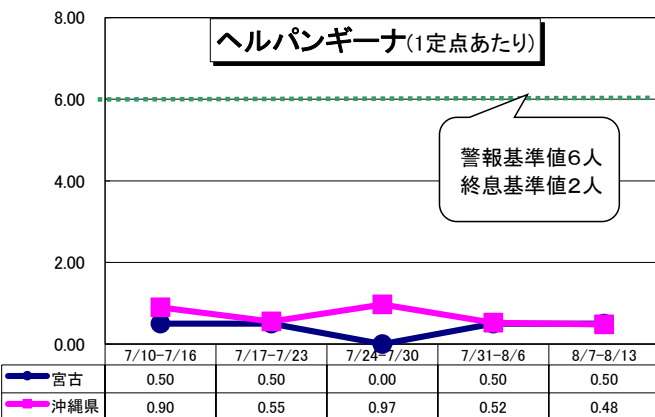 ヘルパンギーナ(1定点あたり)
8.00
6.00
4.00
2.00
0.00
警報基準値6人
終息基準値2人
7/10-7/16 7/17-7/23 7/24-7/30 7/31-8/6 8/7-8/13
宮古 0.50 0.50 0.00 0.50 0.50
沖縄県 0.90 0.55 0.97 0.52 0.48